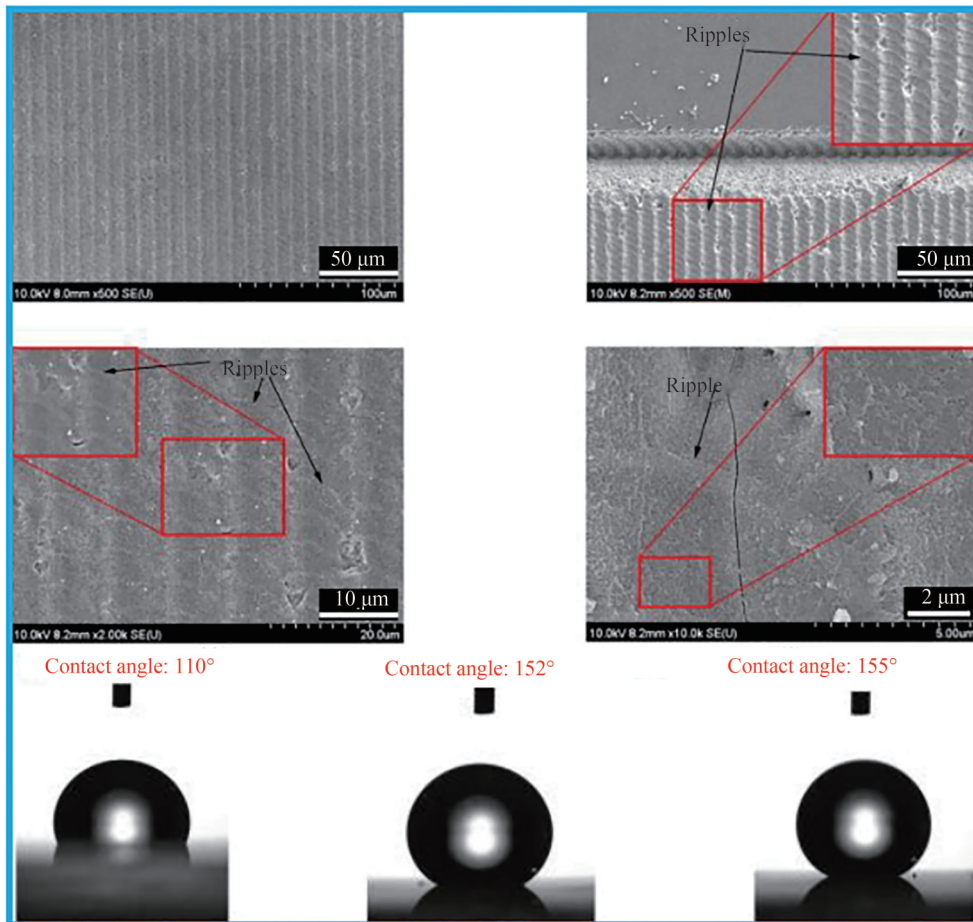 Ripples
50 μm
50 μm
10.0kV 8.0mm x500 SE(U)
100um
10.0kV 8.2mm x500 SE(M)
100um
Ripples
Ripple
10 μm
2 μm
10.0kV 8.2mm x2.00k SE(U)
20.0um
10.0kV 8.2mm x10.0k SE(U)
5.00um
Contact angle: 110°
Contact angle: 152°
Contact angle: 155°